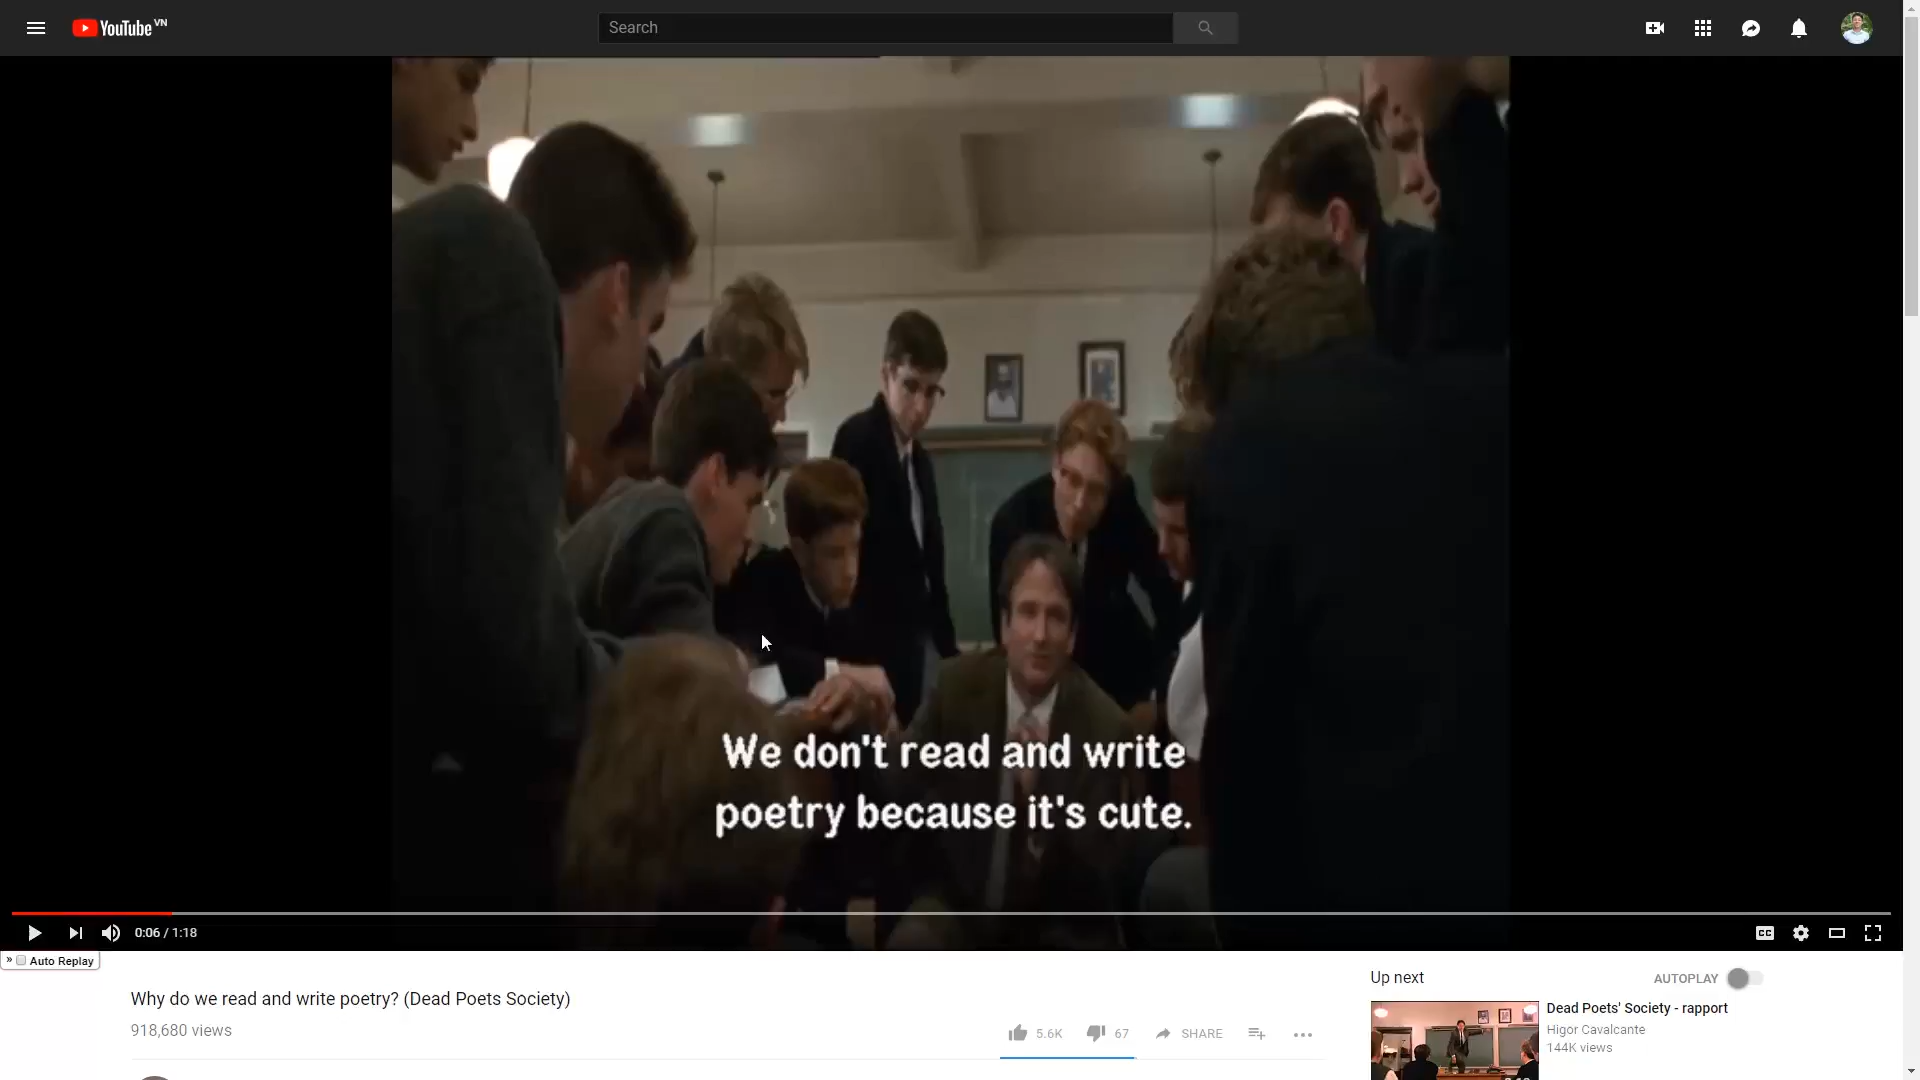 YouTube VN
Search
We don't read and write
poetry because it's cute.
0:06 / 1:18
CC
» Auto Replay
Why do we read and write poetry? (Dead Poets Society)
918,680 views
5.6K
67
SHARE
Up next
AUTOPLAY
Dead Poets' Society - rapport
Higor Cavalcante
144K views